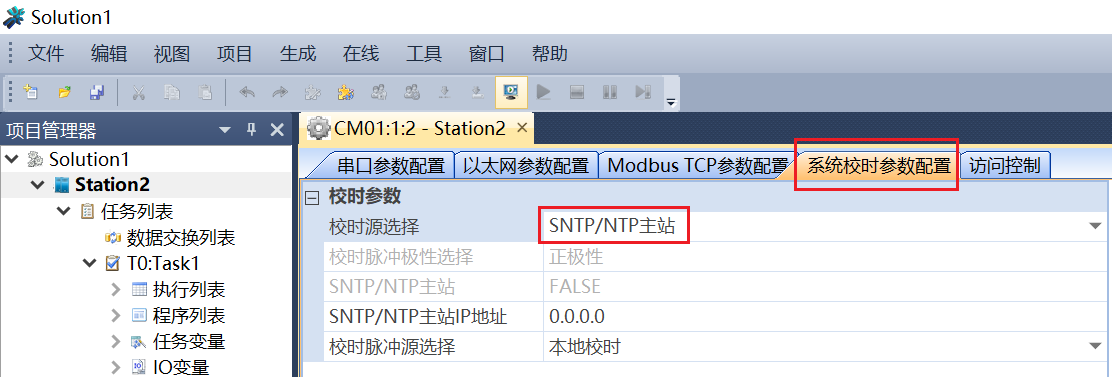 Solution1
文件 编辑 视图 项目 生成 在线 工具 窗口 帮助
项目管理器
CM01:1:2 - Station2
串口参数配置 以太网参数配置 Modbus TCP参数配置 系统校时参数配置 访问控制
Solution1
Station2
任务列表
数据交换列表
T0:Task1
执行列表
程序列表
任务变量
IO变量
校时参数
校时源选择 SNTP/NTP主站
校时脉冲极性选择 正极性
SNTP/NTP主站 FALSE
SNTP/NTP主站IP地址 0.0.0.0
校时脉冲源选择 本地校时